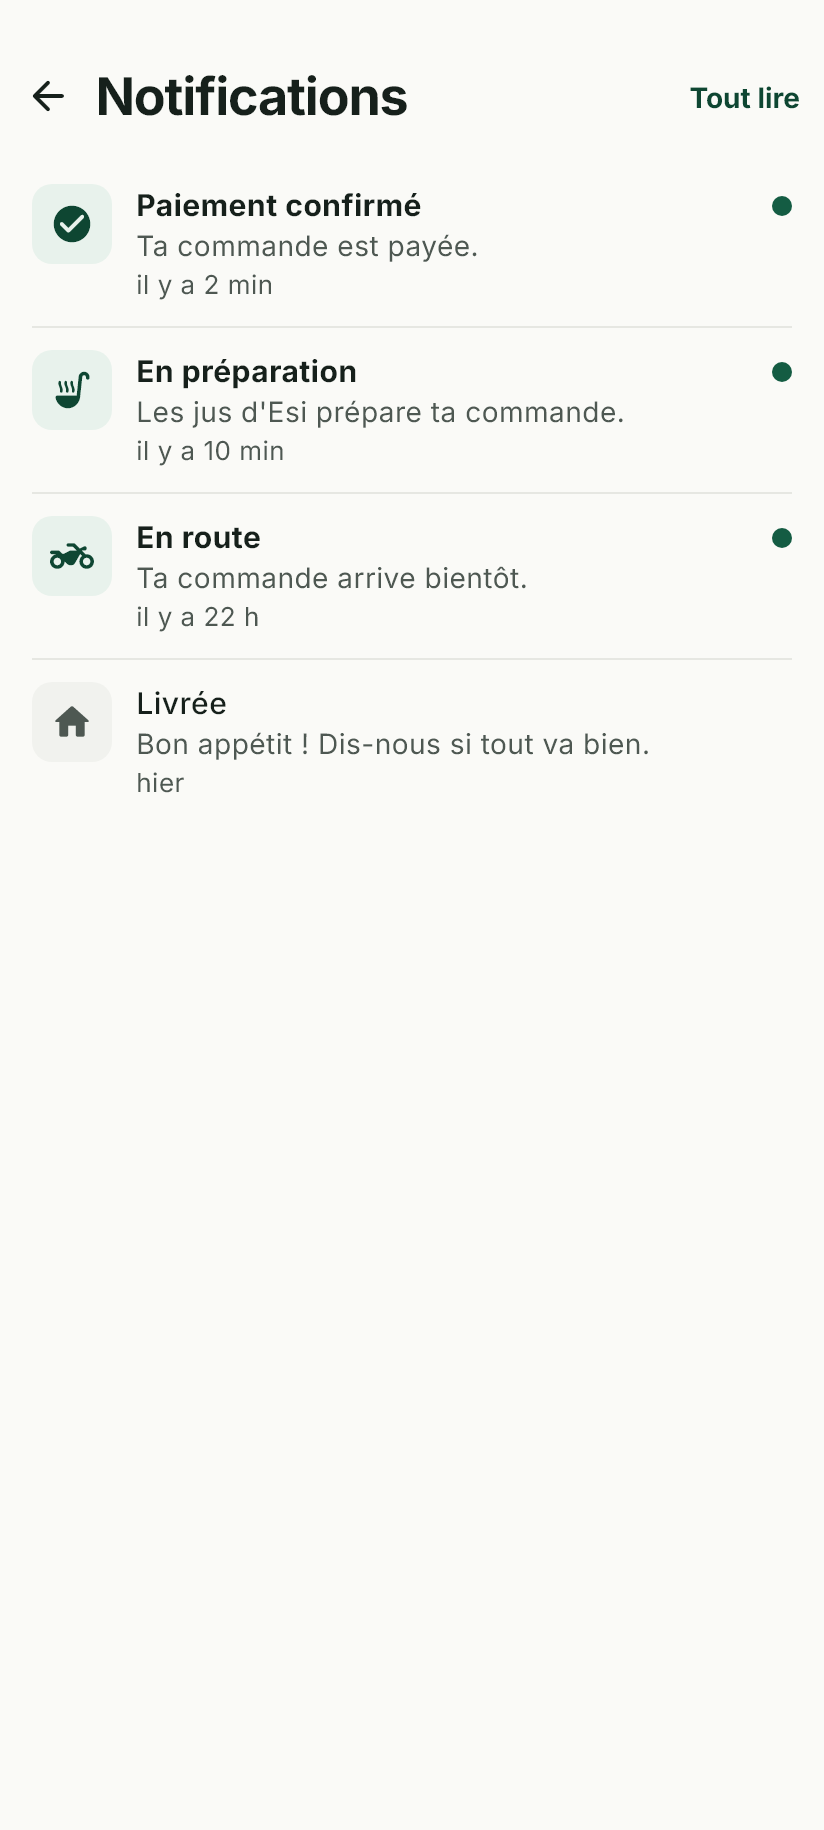 Notifications
Tout lire
Paiement confirmé
Ta commande est payée.
il y a 2 min
En préparation
Les jus d'Esi prépare ta commande.
il y a 10 min
En route
Ta commande arrive bientôt.
il y a 22 h
Livrée
Bon appétit ! Dis-nous si tout va bien.
hier